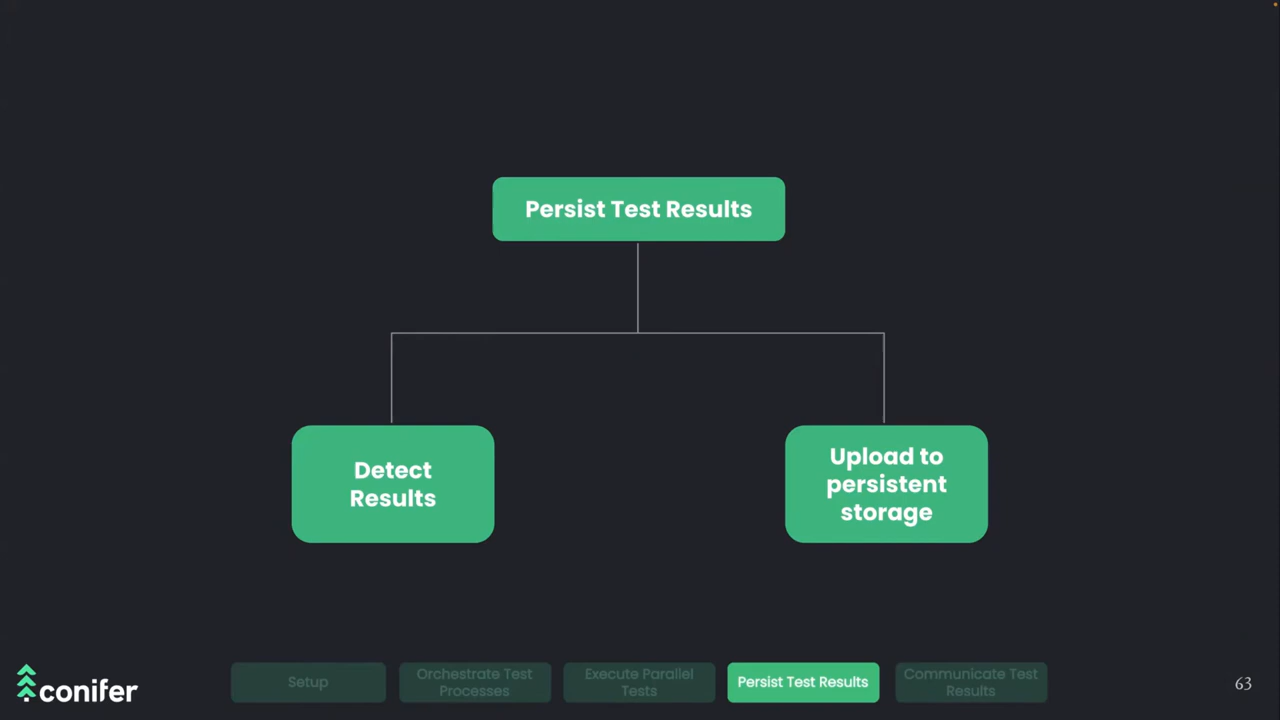 Persist Test Results
Detect
Results
Upload to
persistent
storage
conifer
Setup
Orchestrate Test
Processes
Execute Parallel
Tests
Persist Test Results
Communicate Test
Results
63